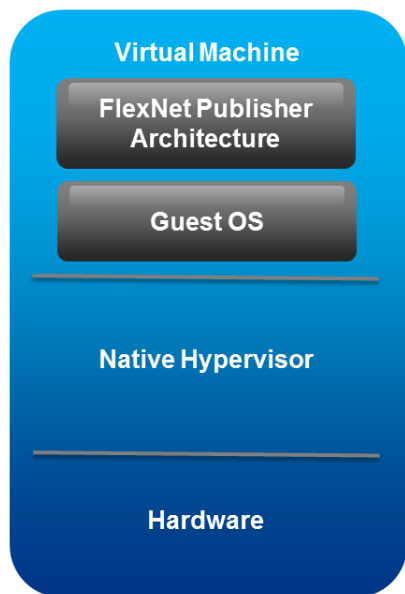 Virtual Machine
FlexNet Publisher
Architecture
Guest OS
Native Hypervisor
Hardware